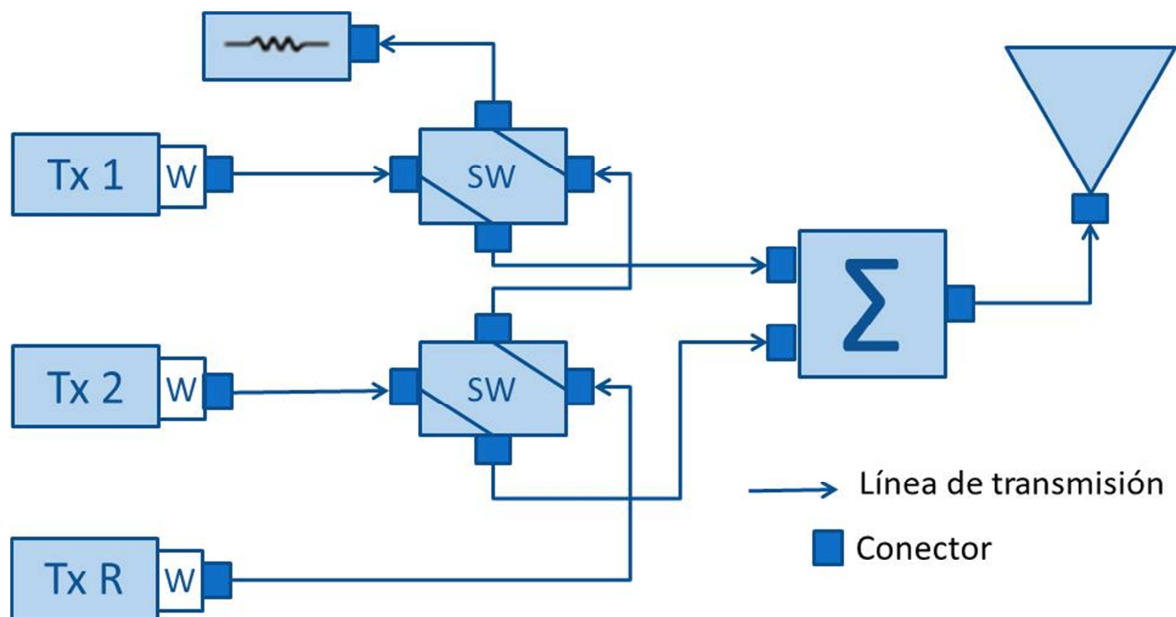 Tx 1
W
SW
Σ
Tx 2
W
SW
Línea de transmisión
Conector
Tx R
W